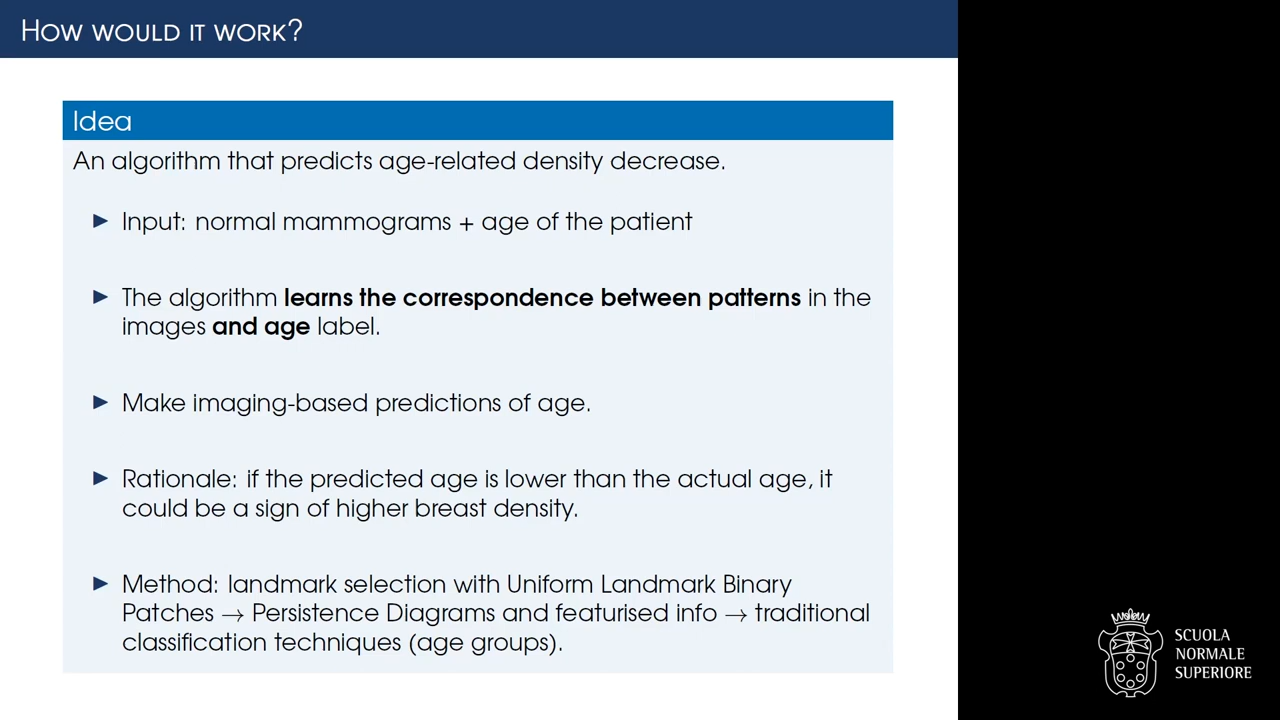 How would it work?
Idea
An algorithm that predicts age-related density decrease.
▶ Input: normal mammograms + age of the patient
▶ The algorithm learns the correspondence between patterns in the
images and age label.
▶ Make imaging-based predictions of age.
▶ Rationale: if the predicted age is lower than the actual age, it
could be a sign of higher breast density.
▶ Method: landmark selection with Uniform Landmark Binary
Patches → Persistence Diagrams and featurised info → traditional
classification techniques (age groups).
SCUOLA
NORMALE
SUPERIORE